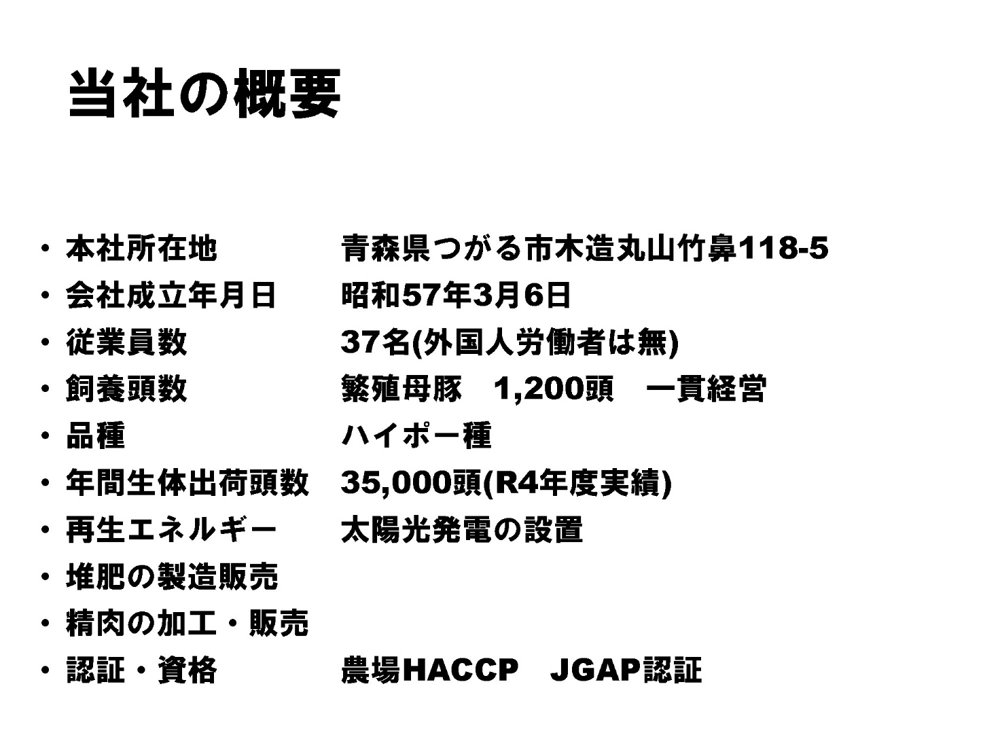 当社の概要
・本社所在地　青森県つがる市木造丸山竹鼻118-5
・会社成立年月日　昭和57年3月6日
・従業員数　37名(外国人労働者は無)
・飼養頭数　繁殖母豚　1,200頭　一貫経営
・品種　ハイポー種
・年間生体出荷頭数　35,000頭(R4年度実績)
・再生エネルギー　太陽光発電の設置
・堆肥の製造販売
・精肉の加工・販売
・認証・資格　農場HACCP　JGAP認証